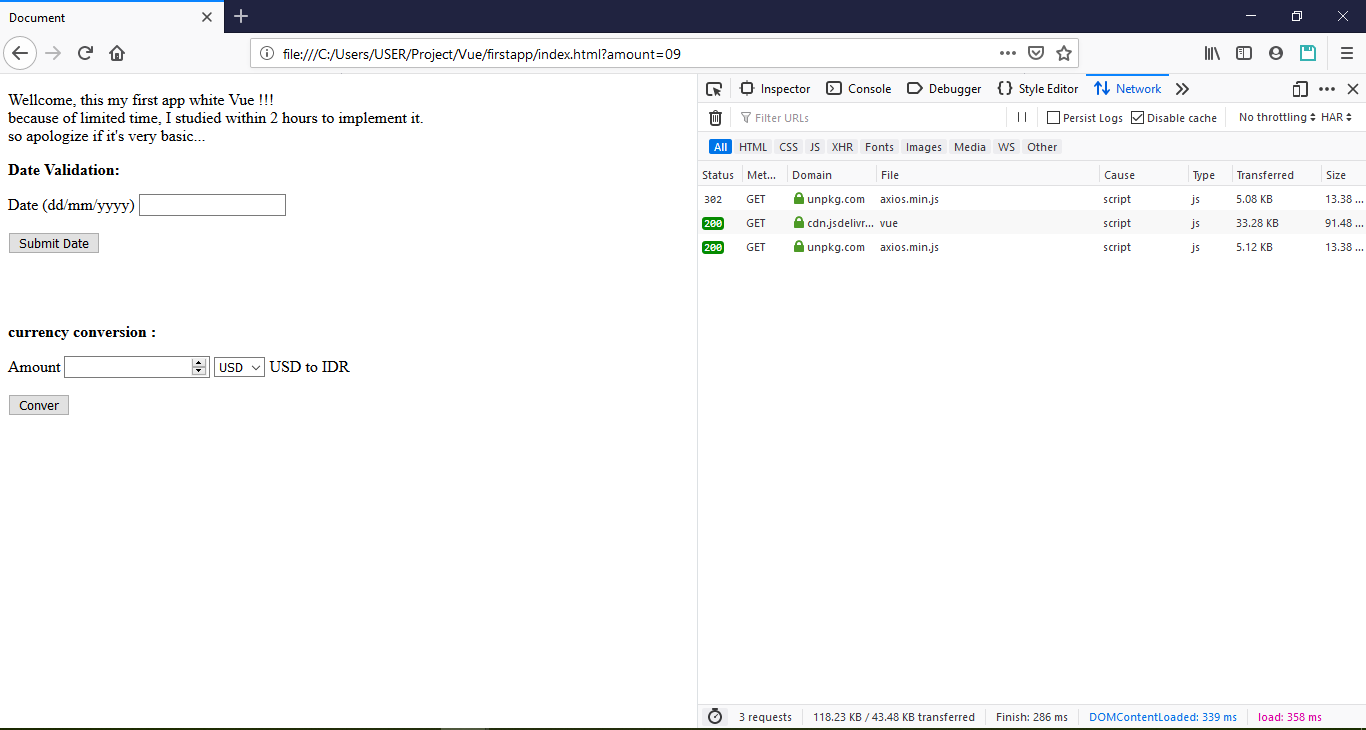 Document
file:///C:/Users/USER/Project/Vue/firstapp/index.html?amount=09
Wellcome, this my first app white Vue !!!
because of limited time, I studied within 2 hours to implement it.
so apologize if it's very basic...
Date Validation:
Date (dd/mm/yyyy)
Submit Date
currency conversion :
Amount USD USD to IDR
Conver
Inspector Console Debugger Style Editor Network
Filter URLs Persist Logs Disable cache No throttling HAR
All HTML CSS JS XHR Fonts Images Media WS Other
Status Met... Domain File Cause Type Transferred Size
302 GET unpkg.com axios.min.js script js 5.08 KB 13.38 ...
200 GET cdn.jsdelivr... vue script js 33.28 KB 91.48 ...
200 GET unpkg.com axios.min.js script js 5.12 KB 13.38 ...
3 requests 118.23 KB / 43.48 KB transferred Finish: 286 ms DOMContentLoaded: 339 ms load: 358 ms